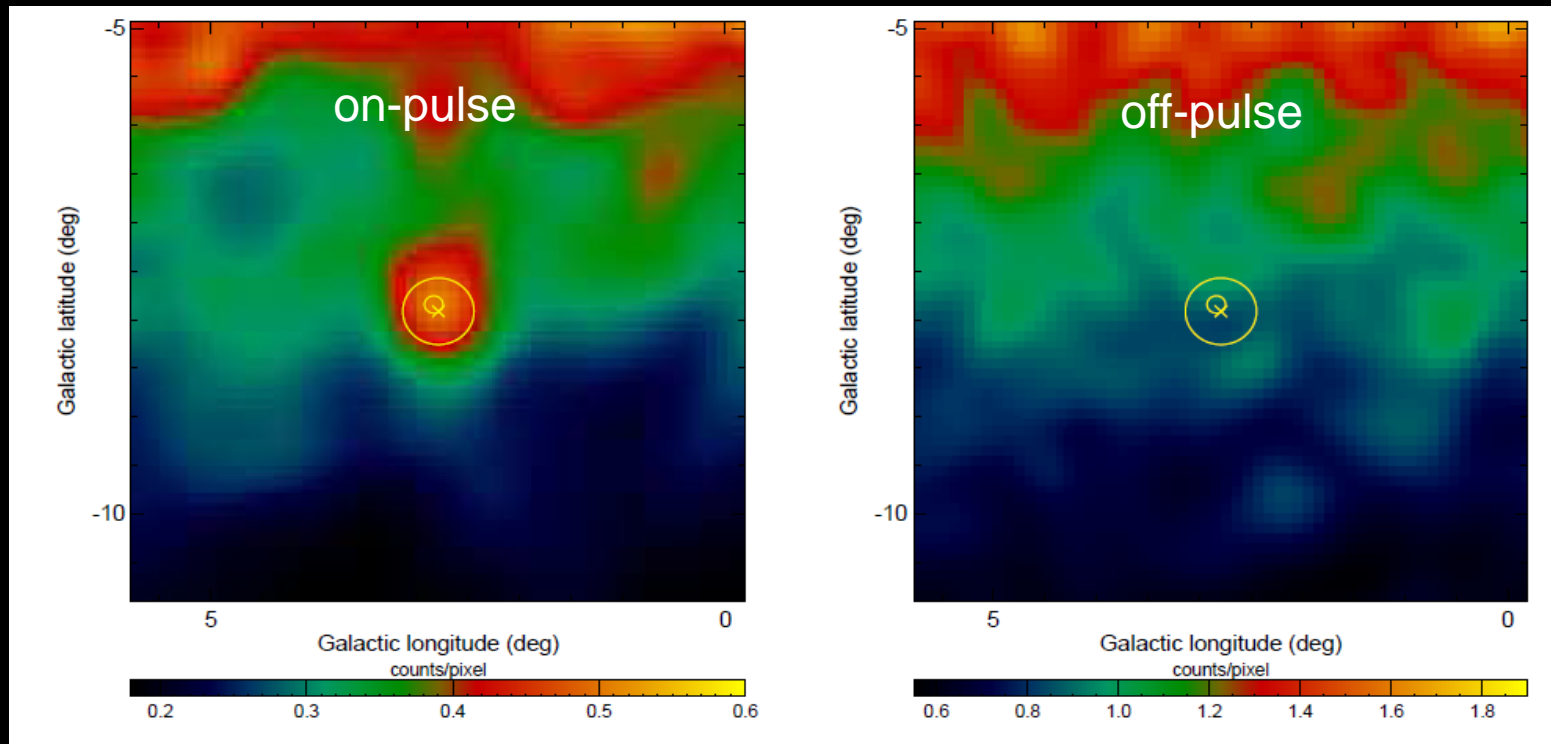 on-pulse
-5
-10
Galactic latitude (deg)
5
0
Galactic longitude (deg)
counts/pixel
0.2
0.3
0.4
0.5
0.6
off-pulse
-5
-10
Galactic latitude (deg)
5
0
Galactic longitude (deg)
counts/pixel
0.6
0.8
1.0
1.2
1.4
1.6
1.8